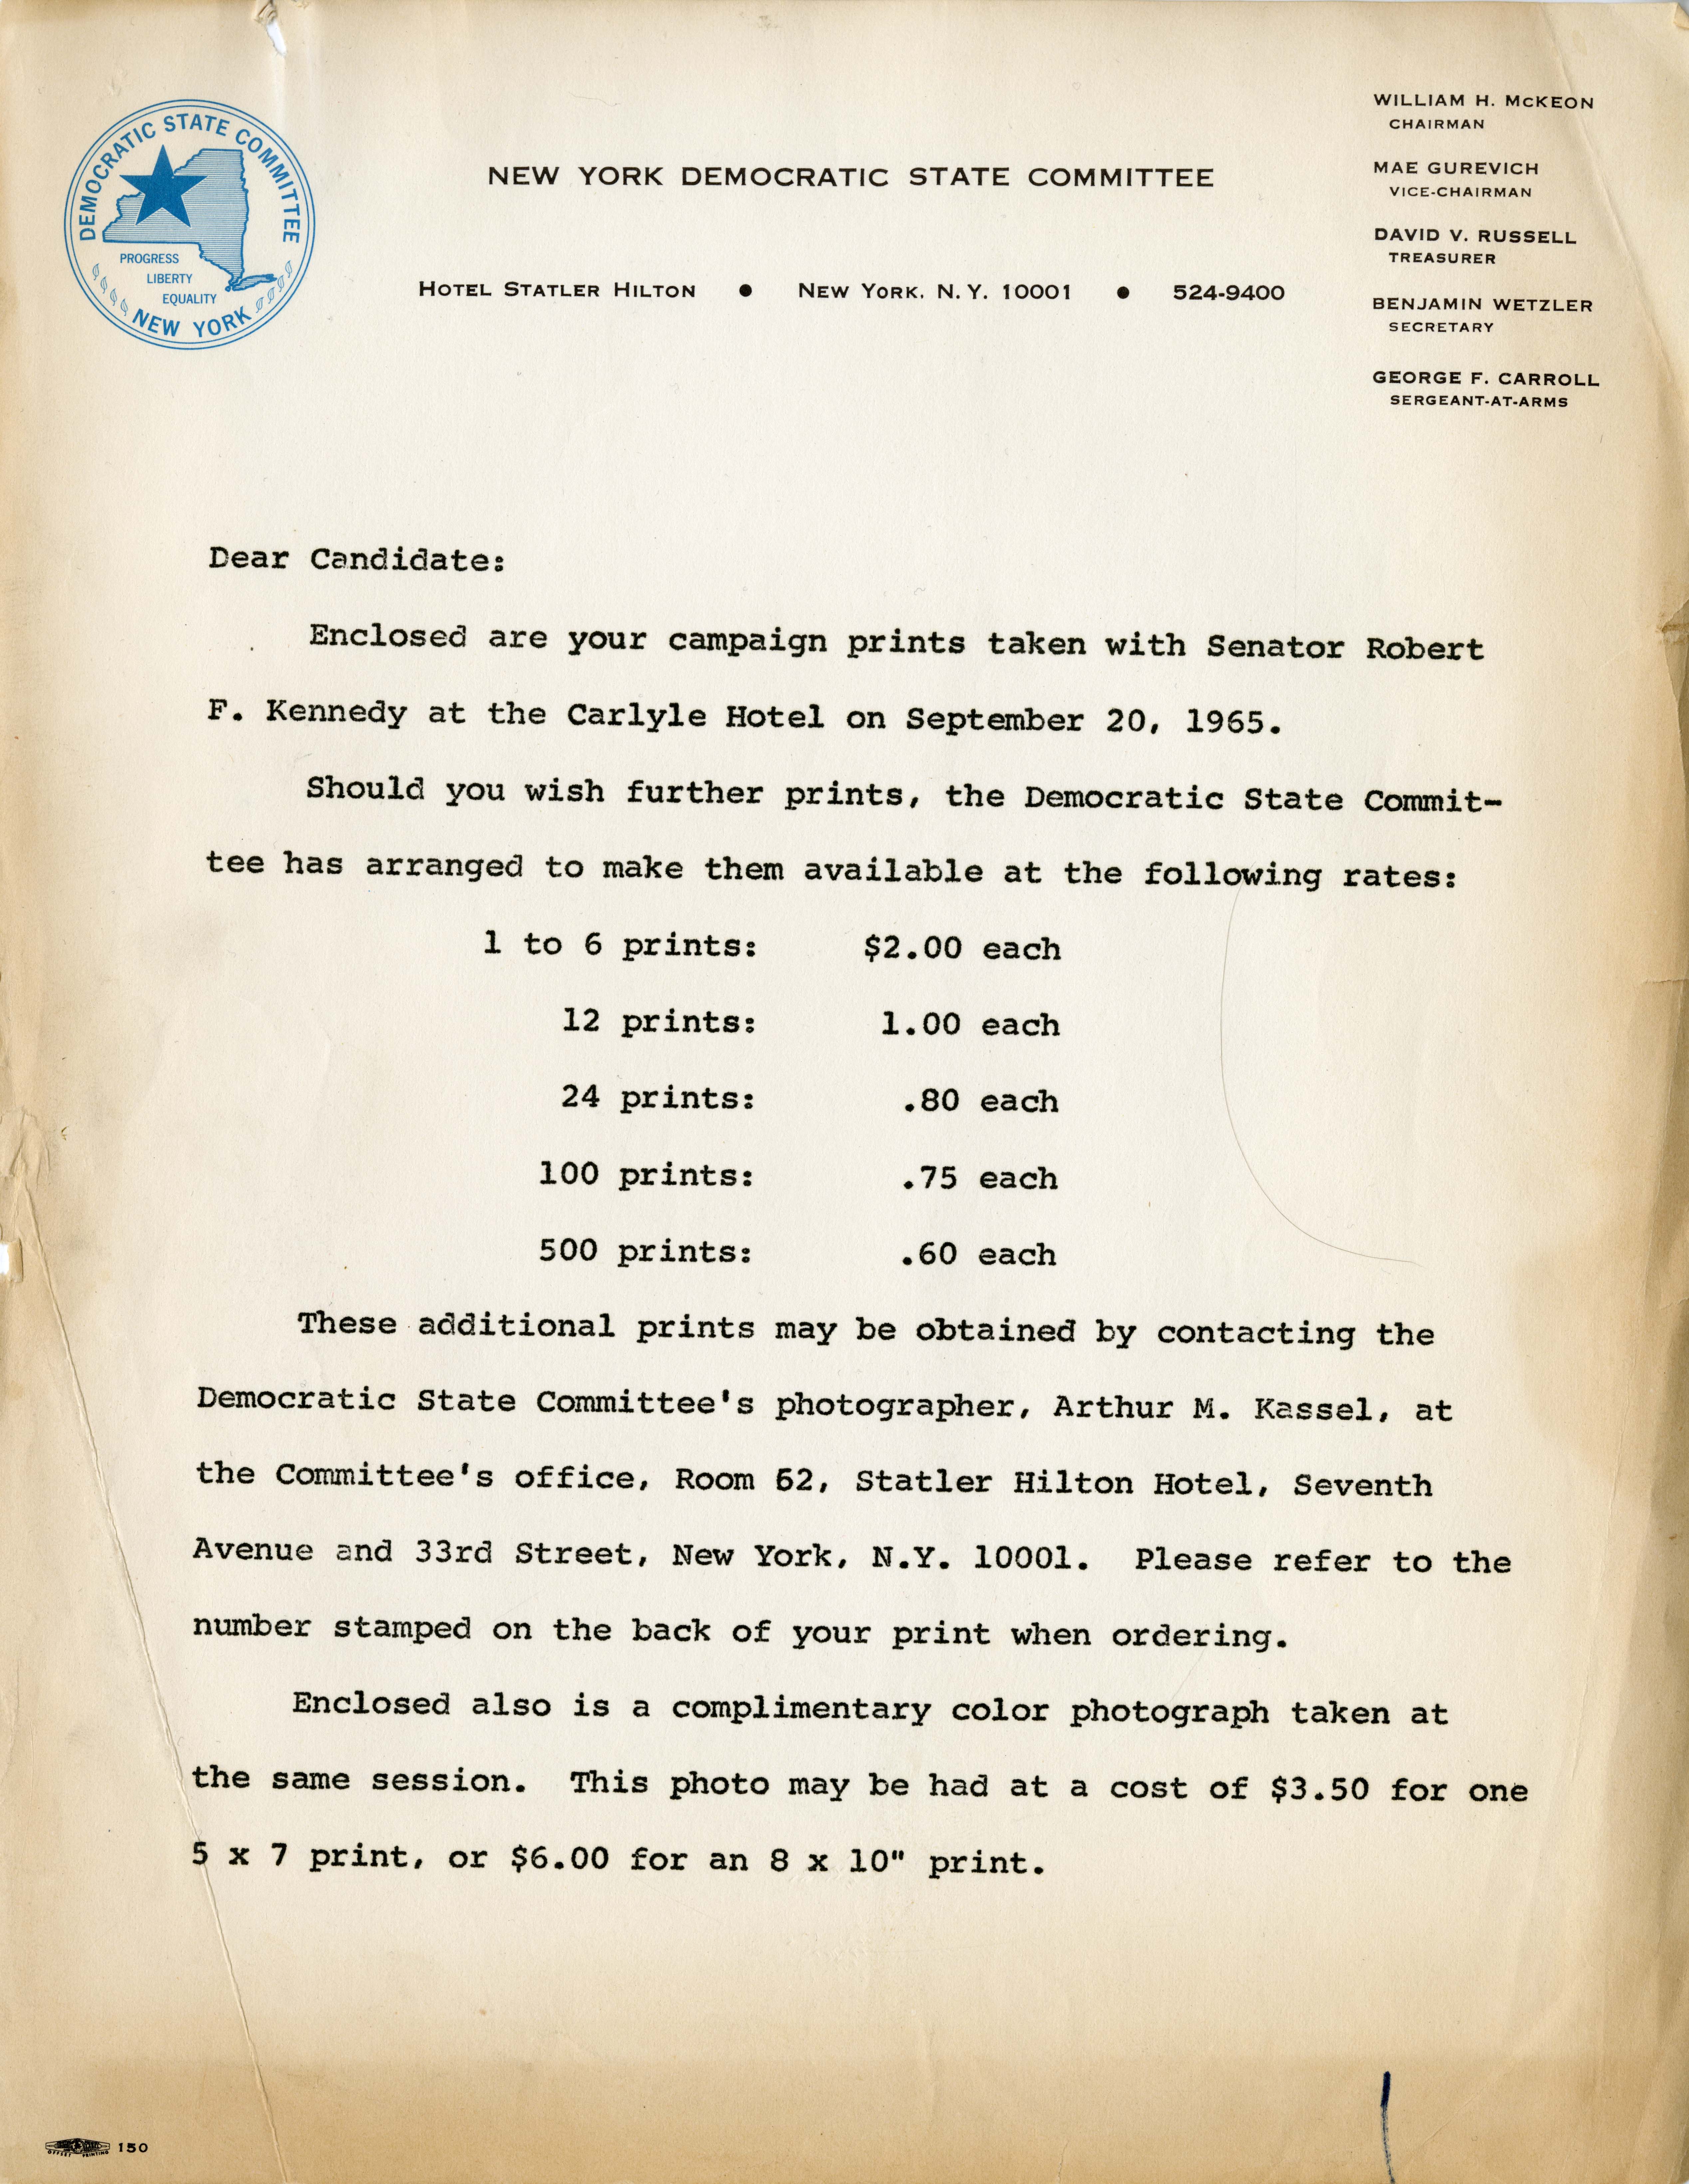 DEMOCRATIC STATE COMMITTEE
PROGRESS
LIBERTY
EQUALITY
NEW YORK
NEW YORK DEMOCRATIC STATE COMMITTEE
HOTEL STATLER HILTON • NEW YORK, N.Y. 10001 • 524-9400
WILLIAM H. McKEON
CHAIRMAN
MAE GUREVICH
VICE-CHAIRMAN
DAVID V. RUSSELL
TREASURER
BENJAMIN WETZLER
SECRETARY
GEORGE F. CARROLL
SERGEANT-AT-ARMS
Dear Candidate:
Enclosed are your campaign prints taken with Senator Robert
F. Kennedy at the Carlyle Hotel on September 20, 1965.
Should you wish further prints, the Democratic State Commit-
tee has arranged to make them available at the following rates:
1 to 6 prints: $2.00 each
12 prints: 1.00 each
24 prints: .80 each
100 prints: .75 each
500 prints: .60 each
These additional prints may be obtained by contacting the
Democratic State Committee's photographer, Arthur M. Kassel, at
the Committee's office, Room 62, Statler Hilton Hotel, Seventh
Avenue and 33rd Street, New York, N.Y. 10001. Please refer to the
number stamped on the back of your print when ordering.
Enclosed also is a complimentary color photograph taken at
the same session. This photo may be had at a cost of $3.50 for one
5 x 7 print, or $6.00 for an 8 x 10" print.
OFFSET PRINTING 150